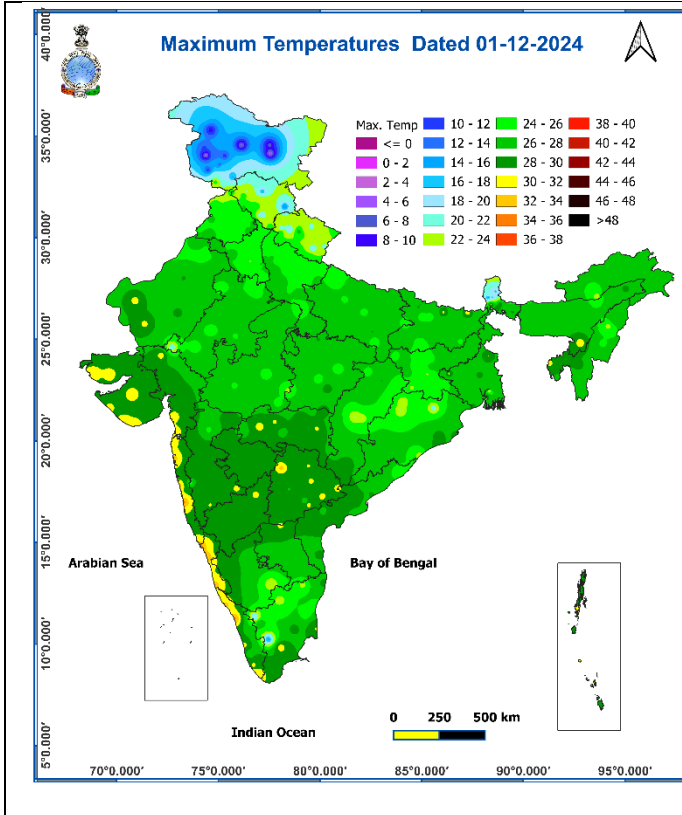 Maximum Temperatures Dated 01-12-2024
Max. Temp
<= 0
0 - 2
2 - 4
4 - 6
6 - 8
8 - 10
10 - 12
12 - 14
14 - 16
16 - 18
18 - 20
20 - 22
22 - 24
24 - 26
26 - 28
28 - 30
30 - 32
32 - 34
34 - 36
36 - 38
38 - 40
40 - 42
42 - 44
44 - 46
46 - 48
>48
40°0.000'
35°0.000'
30°0.000'
25°0.000'
20°0.000'
15°0.000'
10°0.000'
5°0.000'
Arabian Sea
Bay of Bengal
Indian Ocean
0 250 500 km
70°0.000'
75°0.000'
80°0.000'
85°0.000'
90°0.000'
95°0.000'